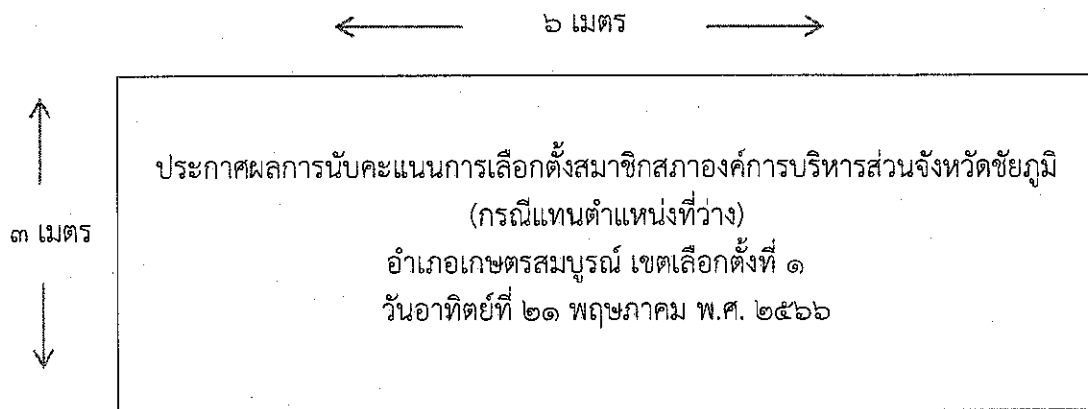 ๖ เมตร
ประกาศผลการนับคะแนนการเลือกตั้งสมาชิกสภาองค์การบริหารส่วนจังหวัดชัยภูมิ
(กรณีแทนตำแหน่งที่ว่าง)
๓ เมตร
อำเภอเกษตรสมบูรณ์ เขตเลือกตั้งที่ ๑
วันอาทิตย์ที่ ๒๑ พฤษภาคม พ.ศ. ๒๕๖๖